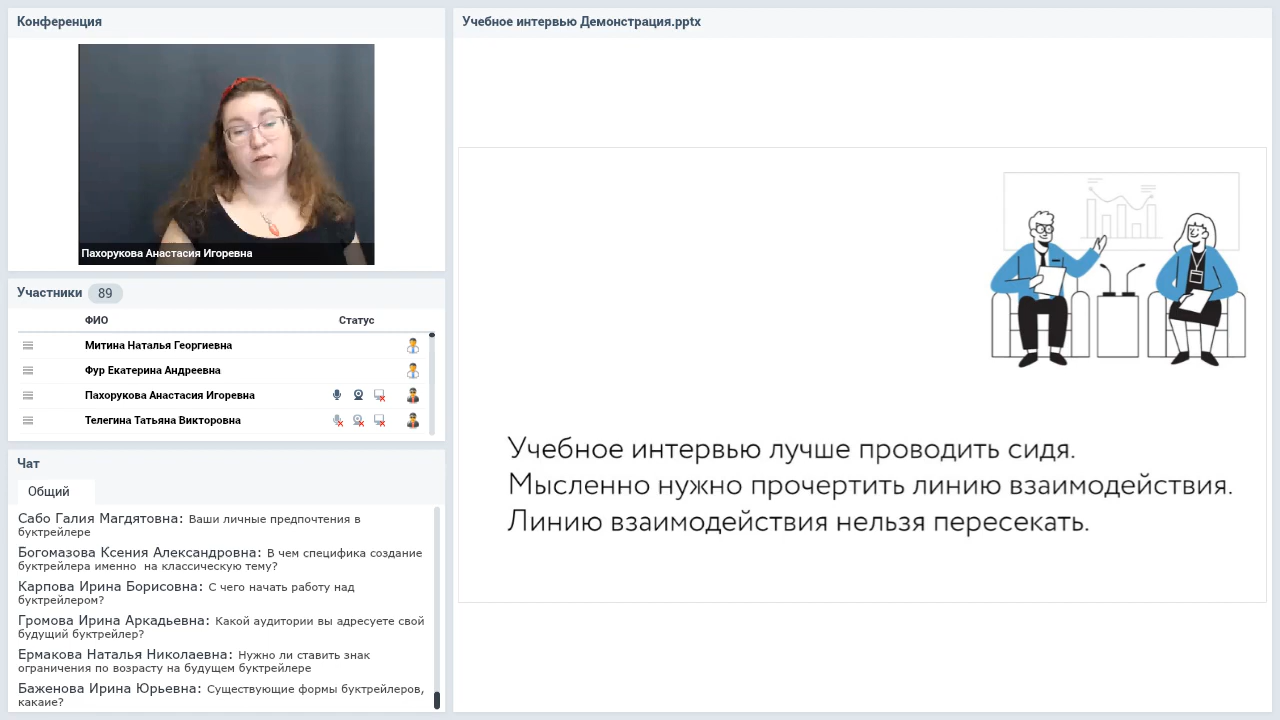 Конференция
Пахорукова Анастасия Игоревна
Участники 89
ФИО Статус
Митина Наталья Георгиевна
Фур Екатерина Андреевна
Пахорукова Анастасия Игоревна
Телегина Татьяна Викторовна
Чат
Общий
Сабо Галия Магдятовна: Ваши личные предпочтения в
буктрейлере
Богомазова Ксения Александровна: В чем специфика создание
буктрейлера именно  на классическую тему?
Карпова Ирина Борисовна: С чего начать работу над
буктрейлером?
Громова Ирина Аркадьевна: Какой аудитории вы адресуете свой
будущий буктрейлер?
Ермакова Наталья Николаевна: Нужно ли ставить знак
ограничения по возрасту на будущем буктрейлере
Баженова Ирина Юрьевна: Существующие формы буктрейлеров,
какаие?
Учебное интервью Демонстрация.pptx
Учебное интервью лучше проводить сидя.
Мысленно нужно прочертить линию взаимодействия.
Линию взаимодействия нельзя пересекать.